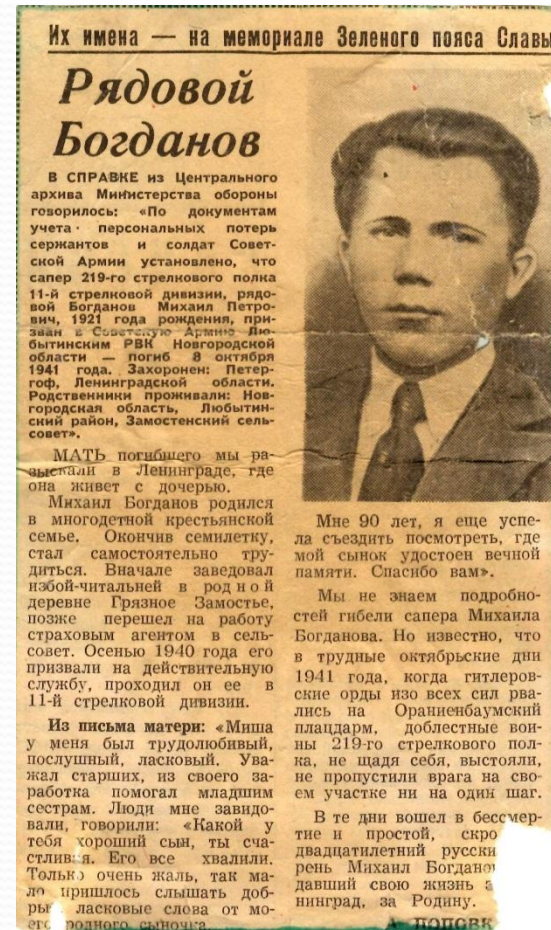 Их имена — на мемориале Зеленого пояса Славы
Рядовой
Богданов
В СПРАВКЕ из Центрального
архива Министерства обороны
говорилось: «По документам
учета персональных потерь
сержантов и солдат Совет-
ской Армии установлено, что
сапер 219-го стрелкового полка
11-й стрелковой дивизии, рядо-
вой Богданов Михаил Петро-
вич, 1921 года рождения, при-
зван в Советскую Армию Лю-
бытинским РВК Новгородской
области — погиб 8 октября
1941 года. Захоронен: Петер-
гоф, Ленинградской области.
Родственники проживали: Нов-
городская область, Любытин-
ский район, Замостенский сель-
совет».
МАТЬ погибшего мы ра-
зыскали в Ленинграде, где
она живет с дочерью.
Михаил Богданов родился
в многодетной крестьянской
семье. Окончив семилетку,
стал самостоятельно тру-
диться. Вначале заведовал
избой-читальней в родной
деревне Грязное Замостье,
позже перешел на работу
страховым агентом в сель-
совет. Осенью 1940 года его
призвали на действительную
службу, проходил он ее в
11-й стрелковой дивизии.
Из письма матери: «Миша
у меня был трудолюбивый,
послушный, ласковый. Ува-
жал старших, из своего за-
работка помогал младшим
сестрам. Люди мне завидо-
вали, говорили: «Какой у
тебя хороший сын, ты сча-
стливая. Его все хвалили.
Только очень жаль, так ма-
ло пришлось слышать доб-
рые ласковые слова от мо-
его родного сыночка.
Мне 90 лет, я еще успе-
ла съездить посмотреть, где
мой сынок удостоен вечной
памяти. Спасибо вам».
Мы не знаем подробно-
стей гибели сапера Михаила
Богданова. Но известно, что
в трудные октябрьские дни
1941 года, когда гитлеров-
ские орды изо всех сил рва-
лись на Ораниенбаумский
плацдарм, доблестные вои-
ны 219-го стрелкового пол-
ка, не щадя себя, выстояли,
не пропустили врага на сво-
ем участке ни на один шаг.
В те дни вошел в бессмер-
тие и простой,
двадцатилетний
рень Михаил
давший свою жизнь
нинград, за Родину.